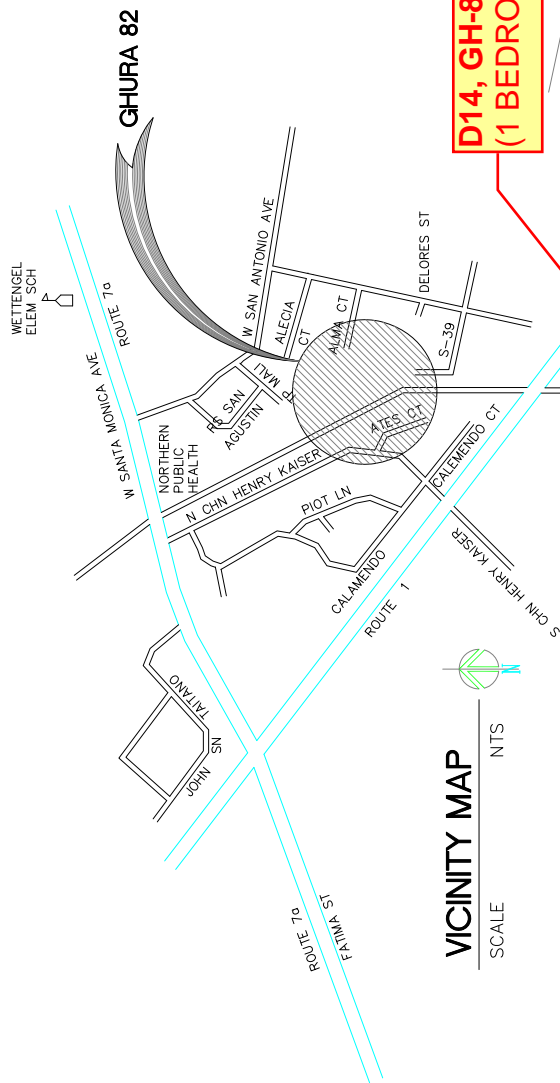 GHURA 82
WETTENGEL
ELEM SCH
ROUTE 7a
W SANTA MONICA AVE
W SAN ANTONIO AVE
ALECIA
CT
ALMA CT
DELORES ST
S-39
MALI
RS SAN
AGUSTIN
NORTHERN
PUBLIC
HEALTH
N CHN HENRY KAISER
ATES CT
PIOT LN
CALEMENDO CT
CALAMENDO
ROUTE 1
S CHN HENRY KAISER
TAITANO
JOHN
SN
ROUTE 7a
FATIMA ST
N
VICINITY MAP
SCALE NTS
D14, GH-8
(1 BEDRO